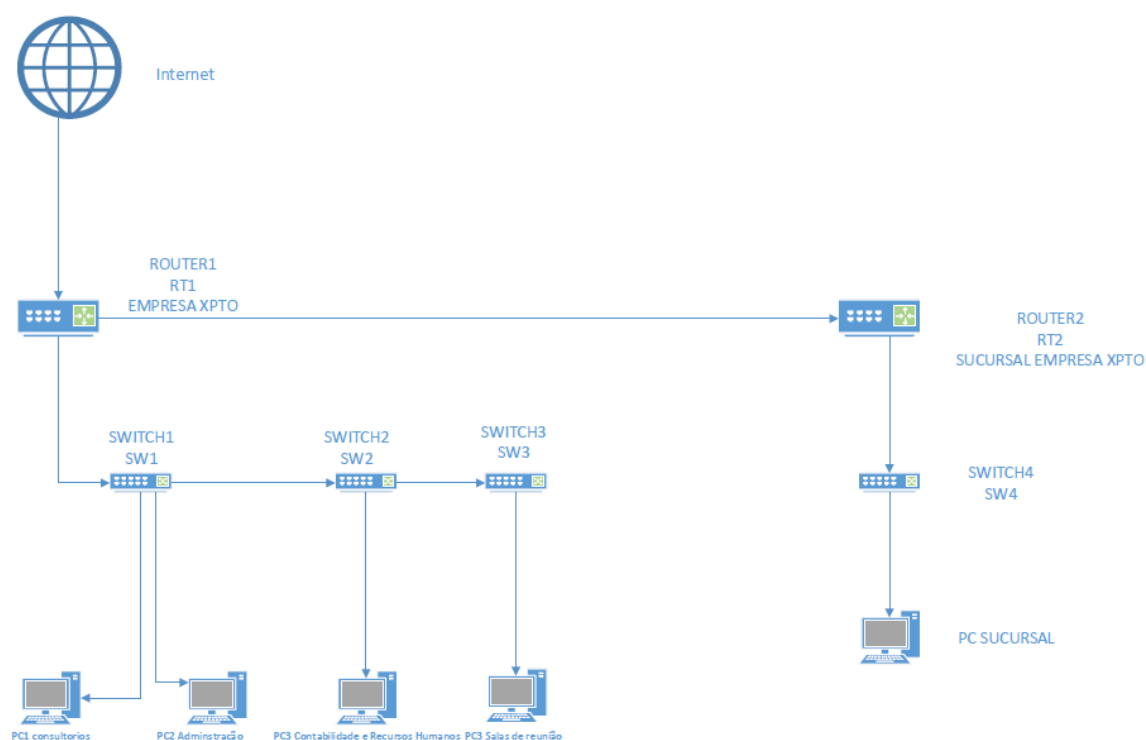 Internet
ROUTER1
RT1
EMPRESA XPTO
ROUTER2
RT2
SUCURSAL EMPRESA XPTO
SWITCH1
SW1
SWITCH2
SW2
SWITCH3
SW3
SWITCH4
SW4
PC SUCURSAL
PC1 consultorios
PC2 Adminstracão
PC3 Contabilidade e Recursos Humanos
PC3 Salas de reunião